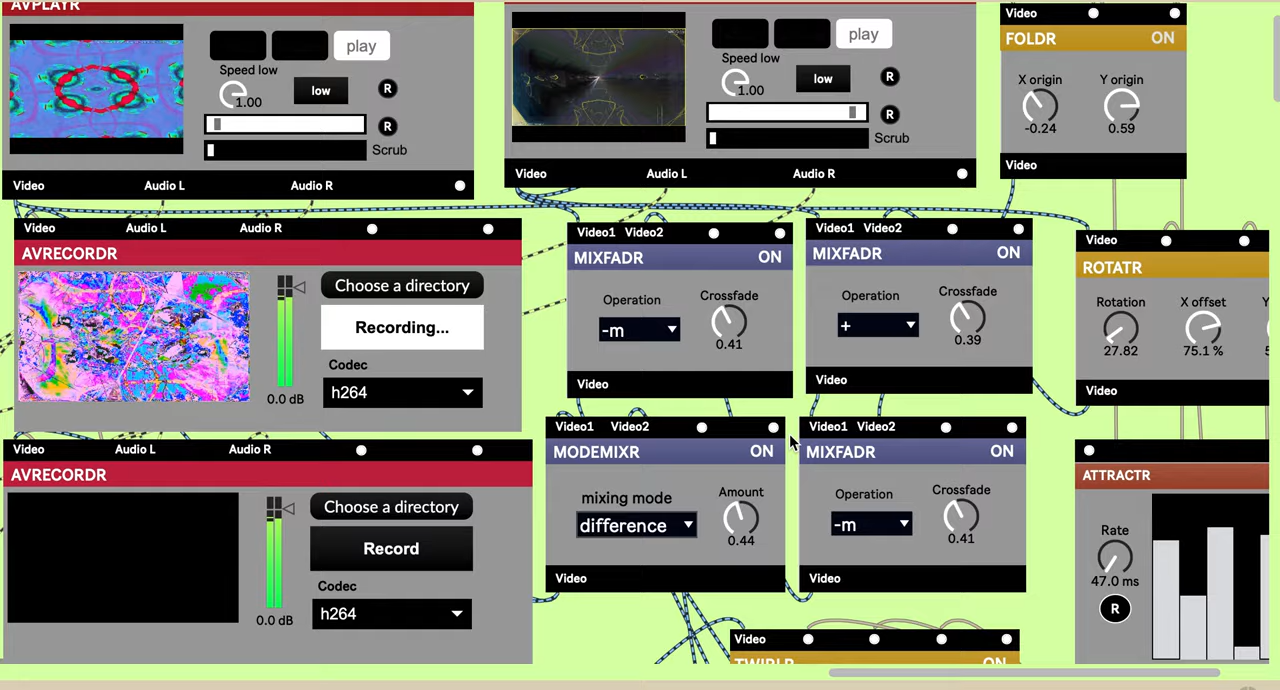 AVPLAYR
play
Speed low
1.00
low
R
R
Scrub
Video Audio L Audio R
play
Speed low
1.00
low
R
R
Scrub
Video Audio L Audio R
Video
FOLDR ON
X origin Y origin
-0.24 0.59
Video
Video Audio L Audio R
AVRECORDR
Choose a directory
Recording...
Codec
h264
0.0 dB
Video1 Video2
MIXFADR ON
Operation Crossfade
-m
0.41
Video
Video1 Video2
MIXFADR ON
Operation Crossfade
+
0.39
Video
Video
ROTATR
Rotation X offset Y
27.82 75.1 % 5
Video
Video Audio L Audio R
AVRECORDR
Choose a directory
Record
Codec
h264
0.0 dB
Video1 Video2
MODEMIXR ON
mixing mode Amount
difference
0.44
Video
Video1 Video2
MIXFADR ON
Operation Crossfade
-m
0.41
Video
ATTRACTR
Rate
47.0 ms
R
Video
TWIRLR ON